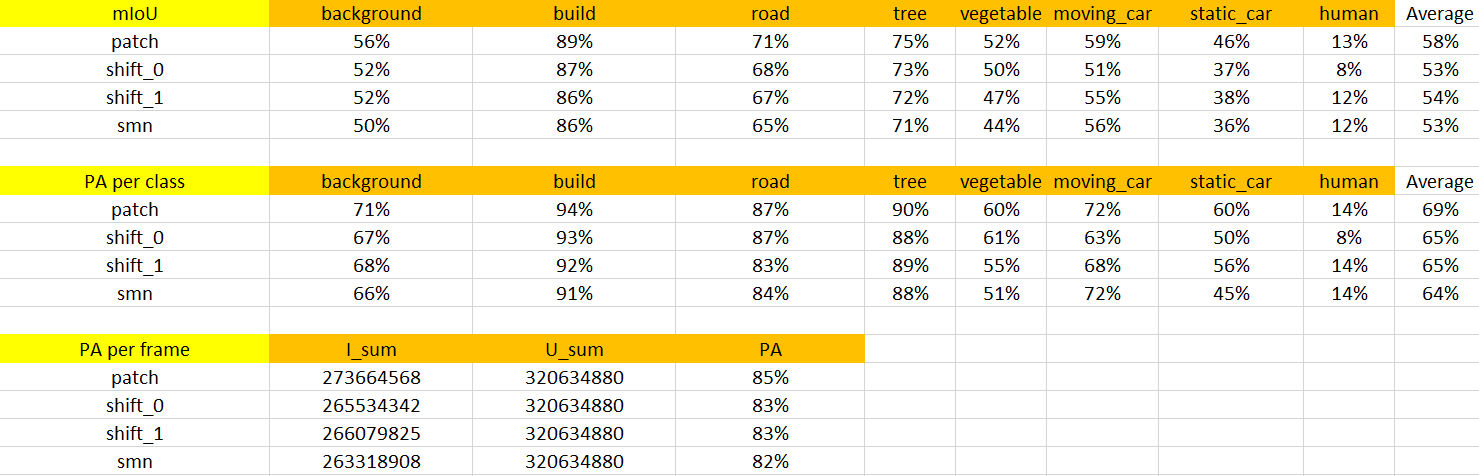 mIoU background build road tree vegetable moving_car static_car human Average
patch 56% 89% 71% 75% 52% 59% 46% 13% 58%
shift_0 52% 87% 68% 73% 50% 51% 37% 8% 53%
shift_1 52% 86% 67% 72% 47% 55% 38% 12% 54%
smn 50% 86% 65% 71% 44% 56% 36% 12% 53%
PA per class background build road tree vegetable moving_car static_car human Average
patch 71% 94% 87% 90% 60% 72% 60% 14% 69%
shift_0 67% 93% 87% 88% 61% 63% 50% 8% 65%
shift_1 68% 92% 83% 89% 55% 68% 56% 14% 65%
smn 66% 91% 84% 88% 51% 72% 45% 14% 64%
PA per frame I_sum U_sum PA
patch 273664568 320634880 85%
shift_0 265534342 320634880 83%
shift_1 266079825 320634880 83%
smn 263318908 320634880 82%